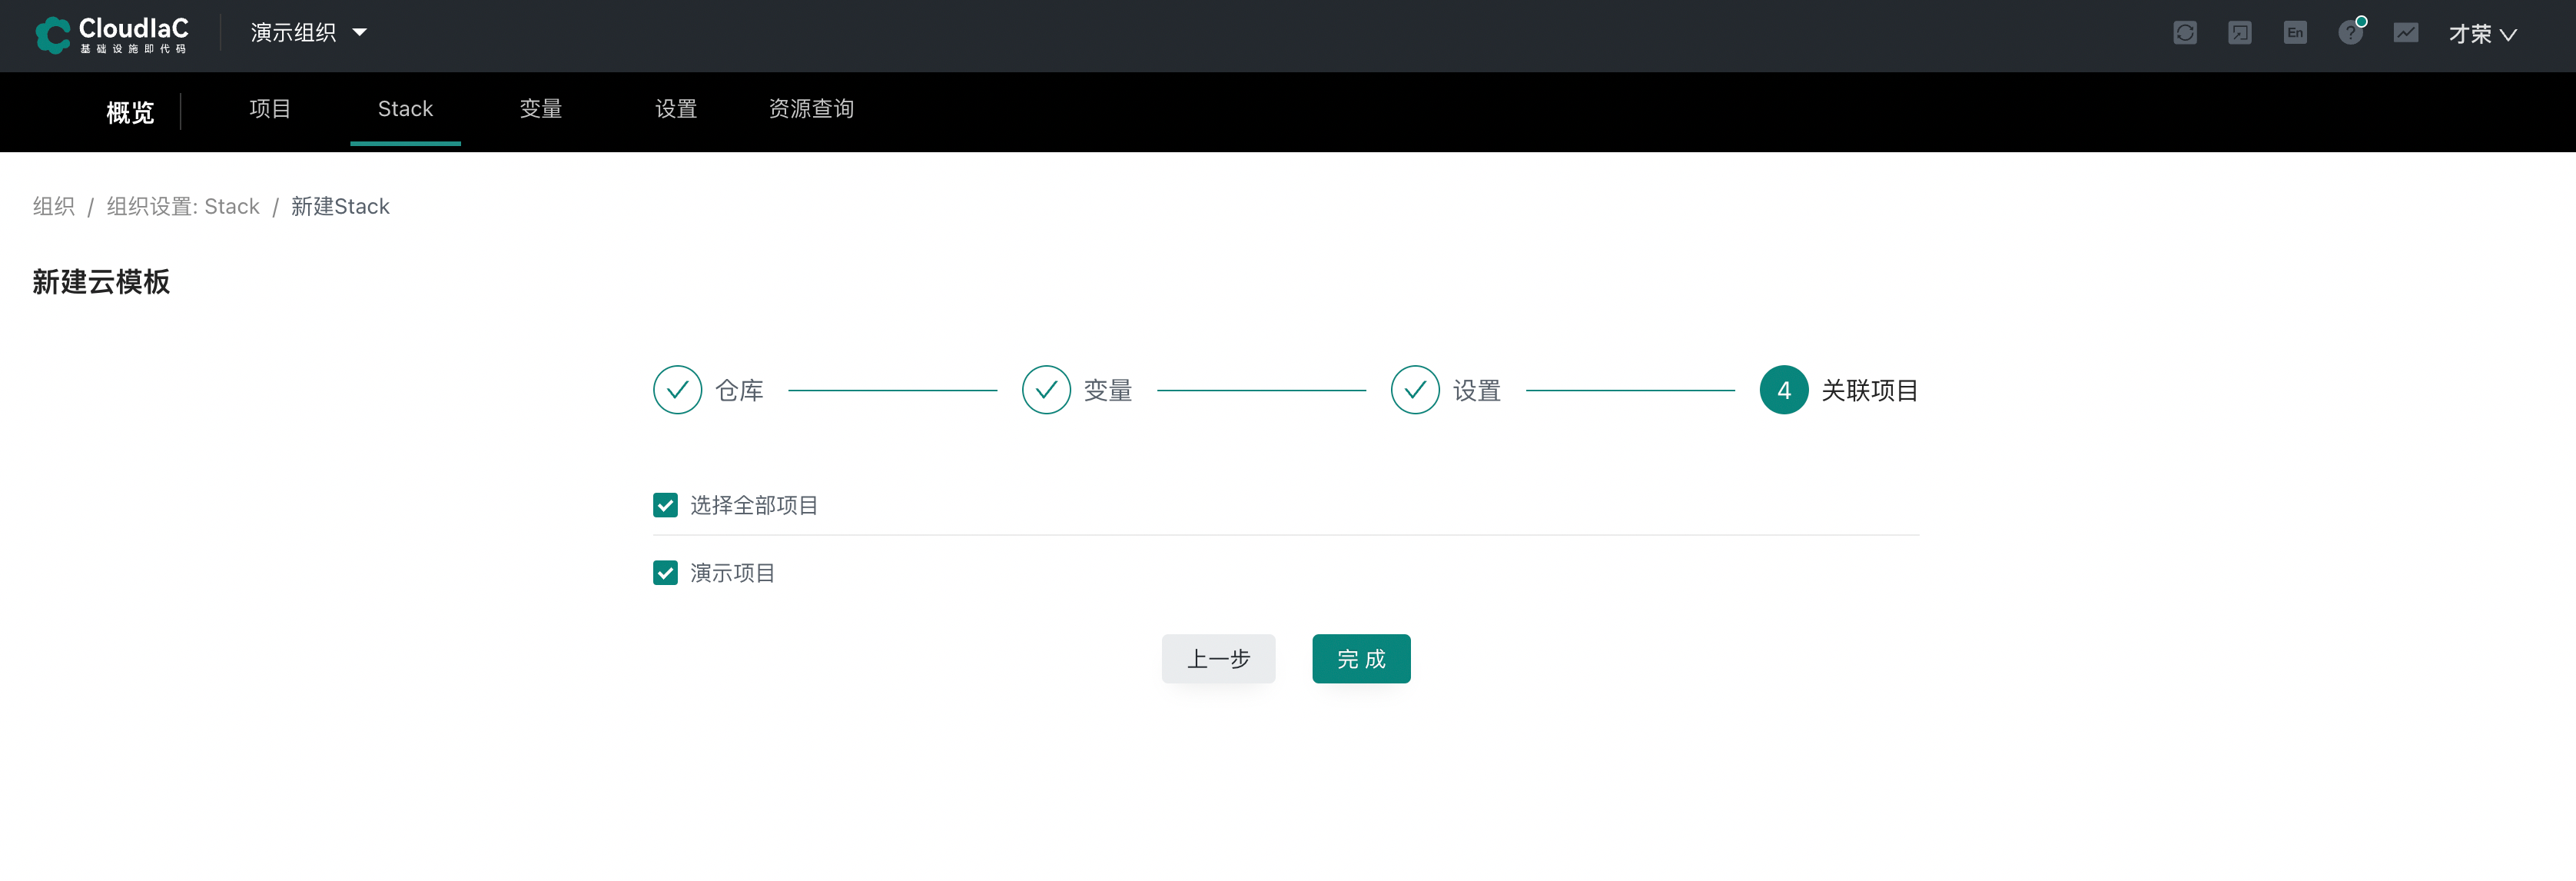 CloudIaC
基础设施即代码
演示组织
En
?
才荣
概览
项目
Stack
变量
设置
资源查询
组织 / 组织设置: Stack / 新建Stack
新建云模板
仓库
变量
设置
4 关联项目
选择全部项目
演示项目
上一步
完 成